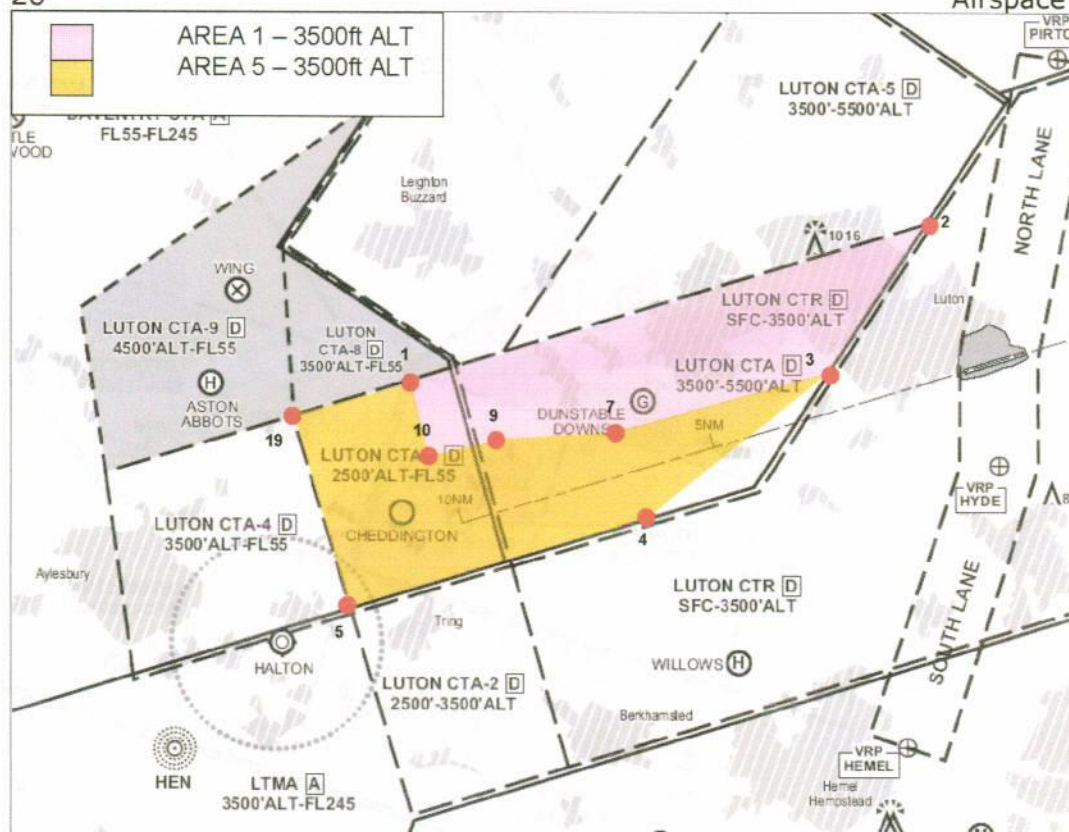 20
Airspace
AREA 1 – 3500ft ALT
AREA 5 – 3500ft ALT
VRP
LUTON CTA-5 D
3500'-5500'ALT
FL55-FL245
Leighton
Buzzard
NORTH LANE
2
1016
WING
LUTON CTR D
SFC-3500'ALT
Luton
LUTON CTA-9 D
4500'ALT-FL55
LUTON
CTA-8 D
3500'ALT-FL55
1
LUTON CTA D
3500'-5500'ALT
3
H
ASTON
ABBOTS
G
DUNSTABLE
DOWNS
7
19
10
9
5NM
LUTON CTA D
2500'ALT-FL55
VRP
HYDE
8
10NM
CHEDDINGTON
LUTON CTA-4 D
3500'ALT-FL55
4
Aylesbury
LUTON CTR D
SFC-3500'ALT
5
Tring
SOUTH LANE
HALTON
WILLOWS H
LUTON CTA-2 D
2500'-3500'ALT
Berkhamsted
HEN
VRP
HEMEL
LTMA A
3500'ALT-FL245
Hemel
Hempstead